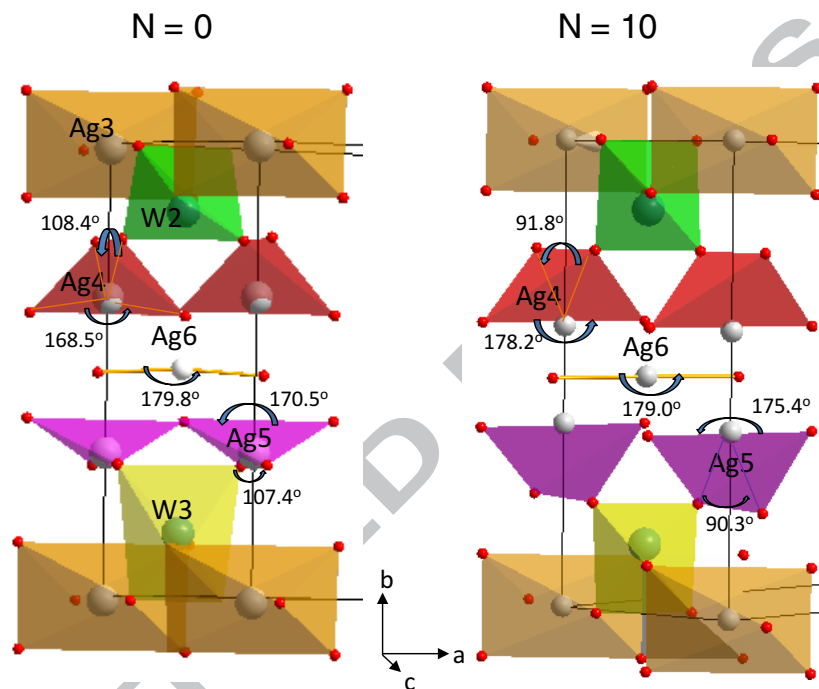 N = 0
N = 10
Ag3
W2
108.4°
Ag4
168.5°
Ag6
179.8°
170.5°
Ag5
107.4°
W3
91.8°
Ag4
178.2°
Ag6
179.0°
175.4°
Ag5
90.3°
b
a
c